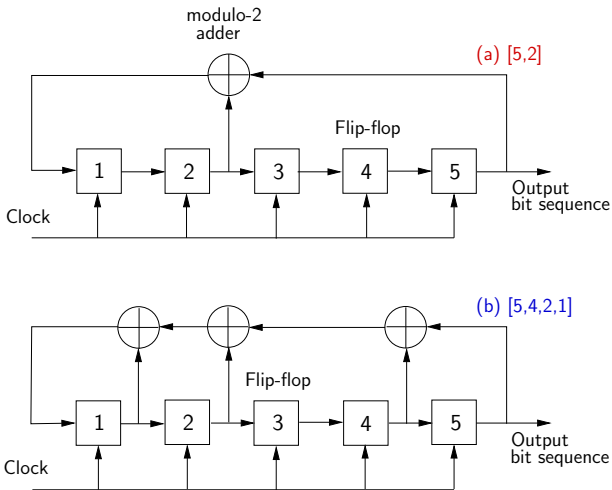 modulo-2
adder
(a) [5,2]
Flip-flop
1 2 3 4 5
Output
bit sequence
Clock
(b) [5,4,2,1]
Flip-flop
1 2 3 4 5
Output
bit sequence
Clock